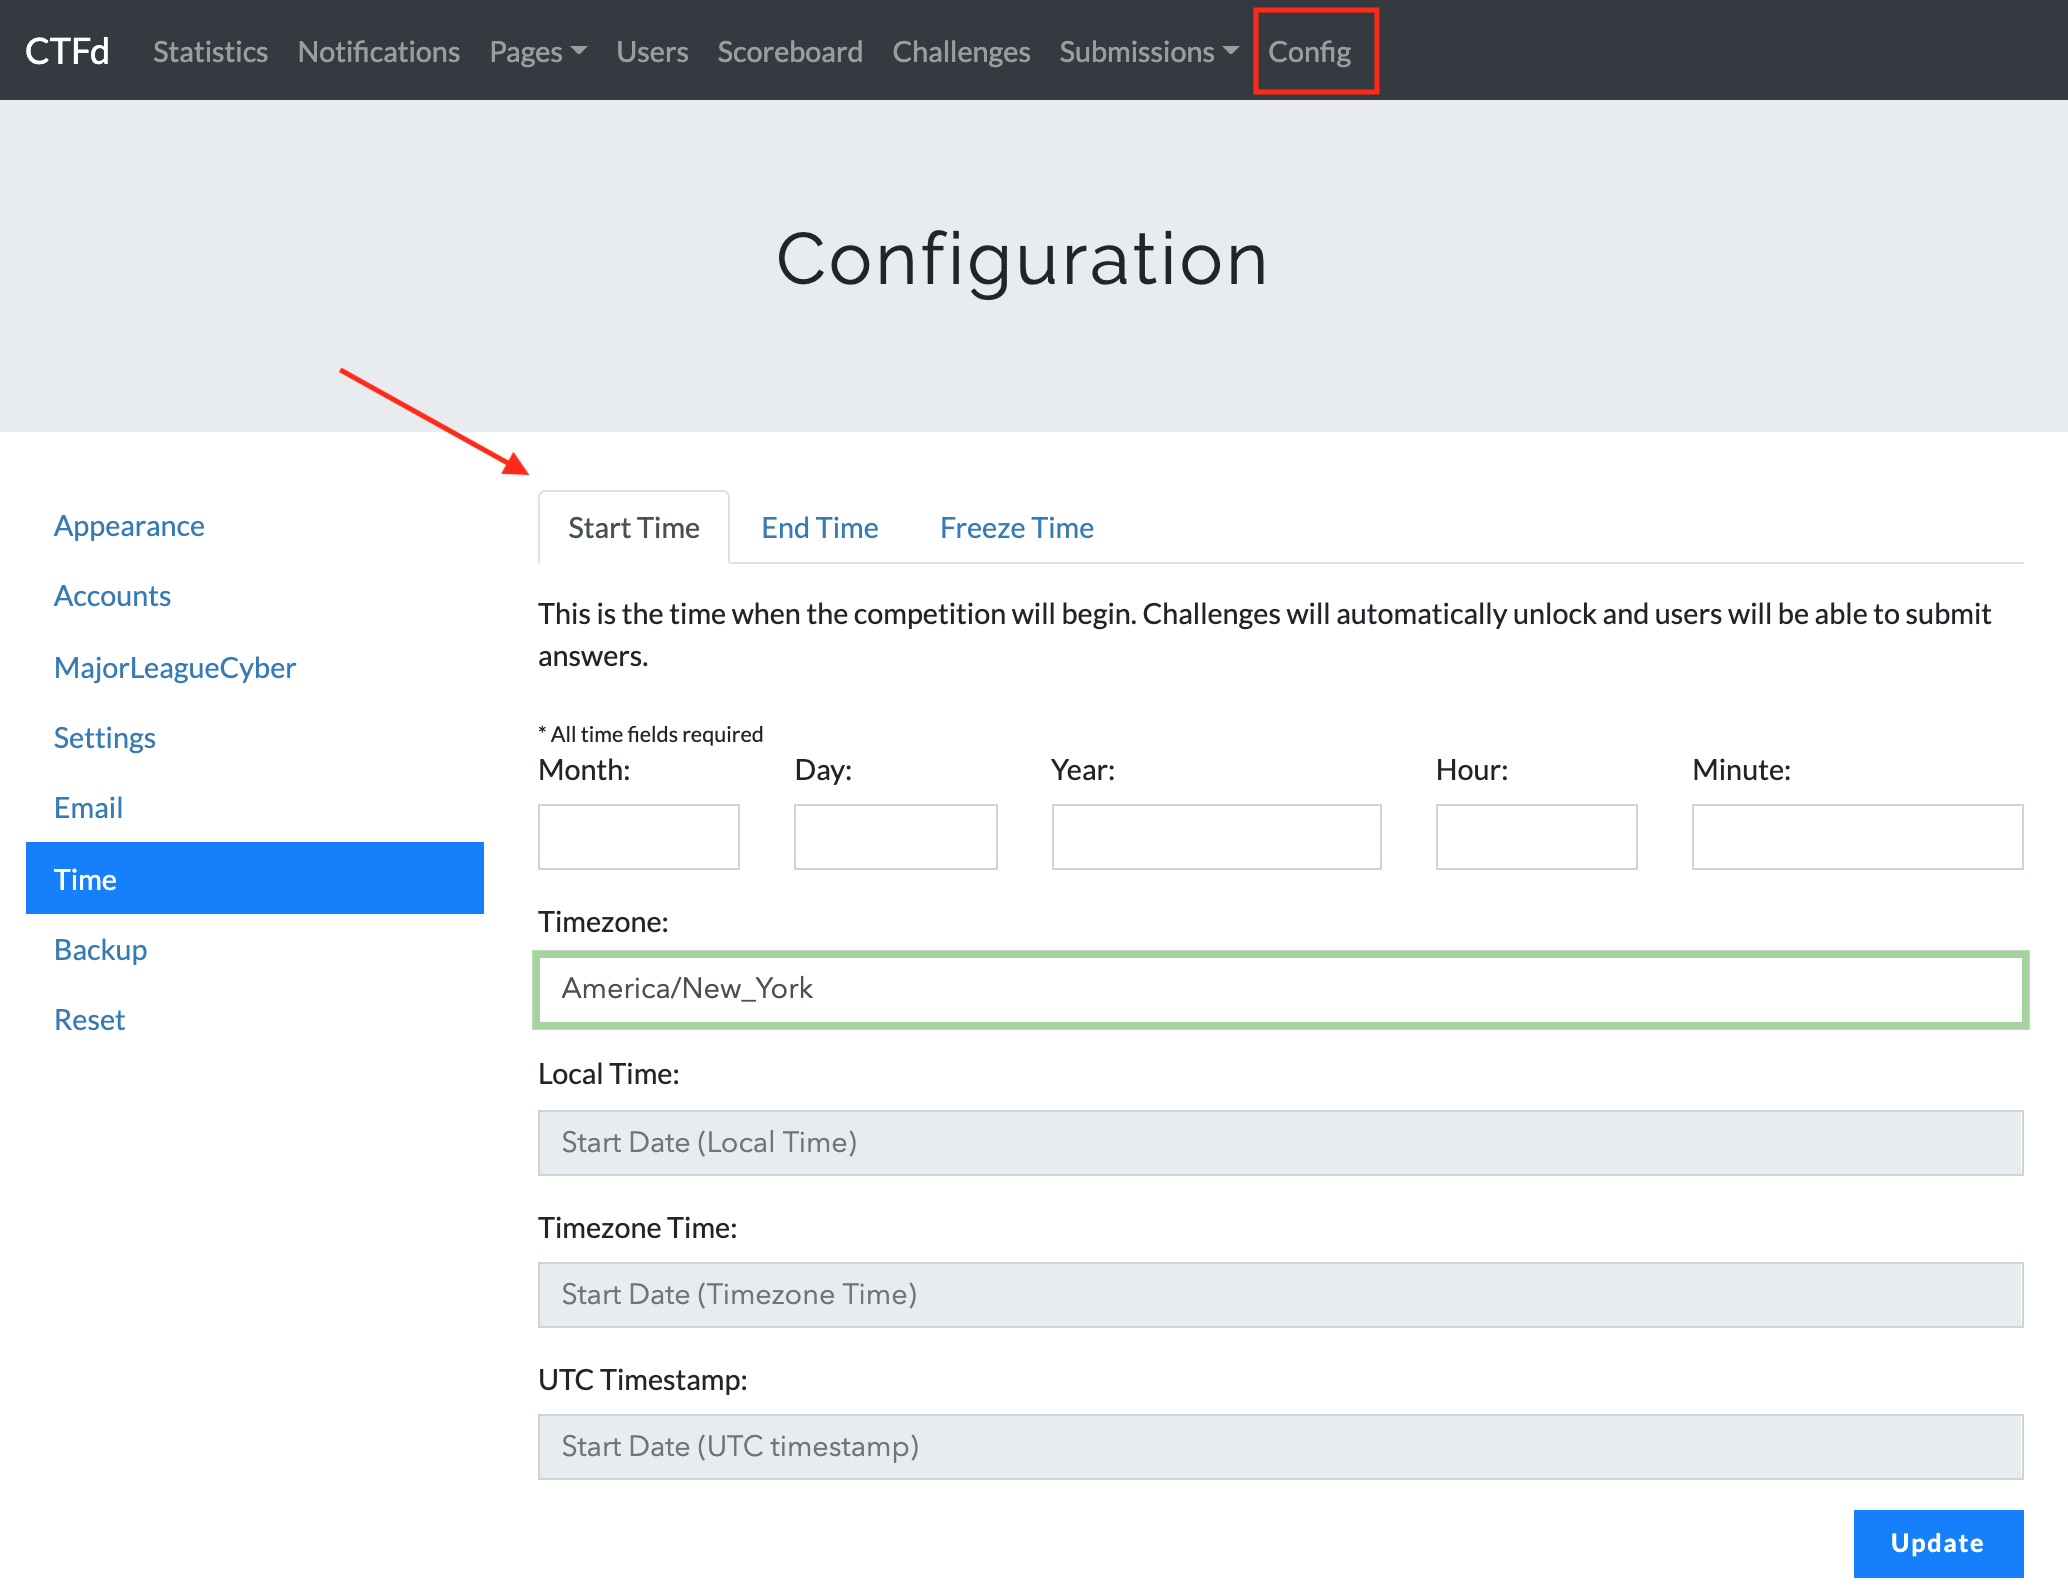 CTFd Statistics Notifications Pages Users Scoreboard Challenges Submissions Config
Configuration
Appearance
Accounts
MajorLeagueCyber
Settings
Email
Time
Backup
Reset
Start Time End Time Freeze Time
This is the time when the competition will begin. Challenges will automatically unlock and users will be able to submit
answers.
* All time fields required
Month: Day: Year: Hour: Minute:
Timezone:
America/New_York
Local Time:
Start Date (Local Time)
Timezone Time:
Start Date (Timezone Time)
UTC Timestamp:
Start Date (UTC timestamp)
Update